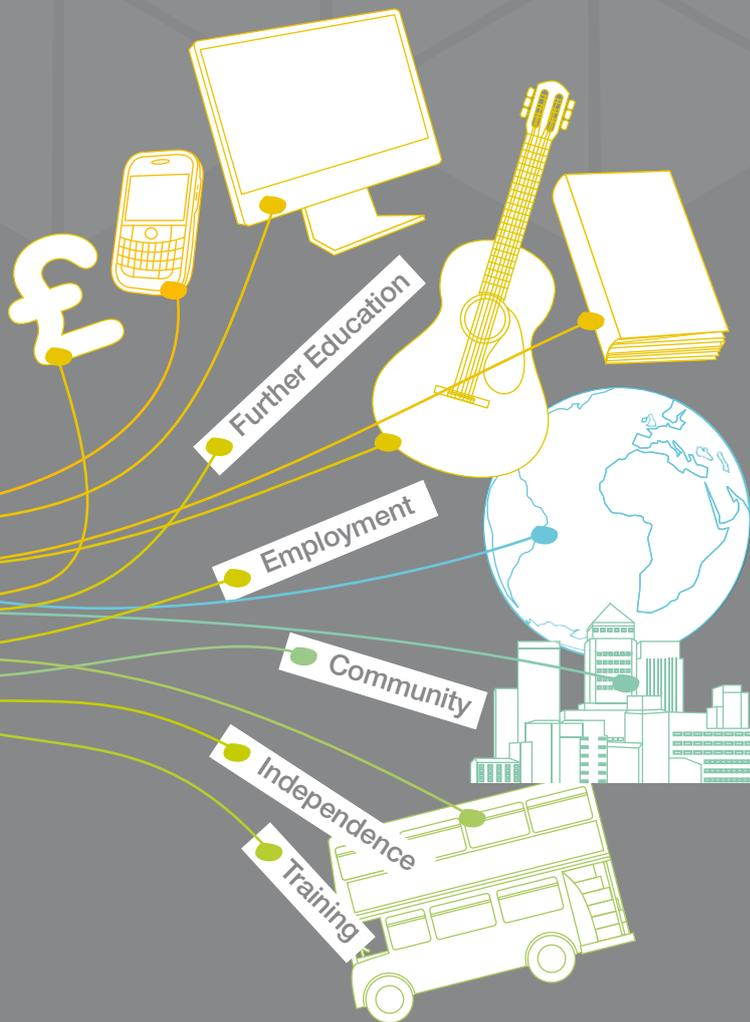 £
Further Education
Employment
Community
Independence
Training